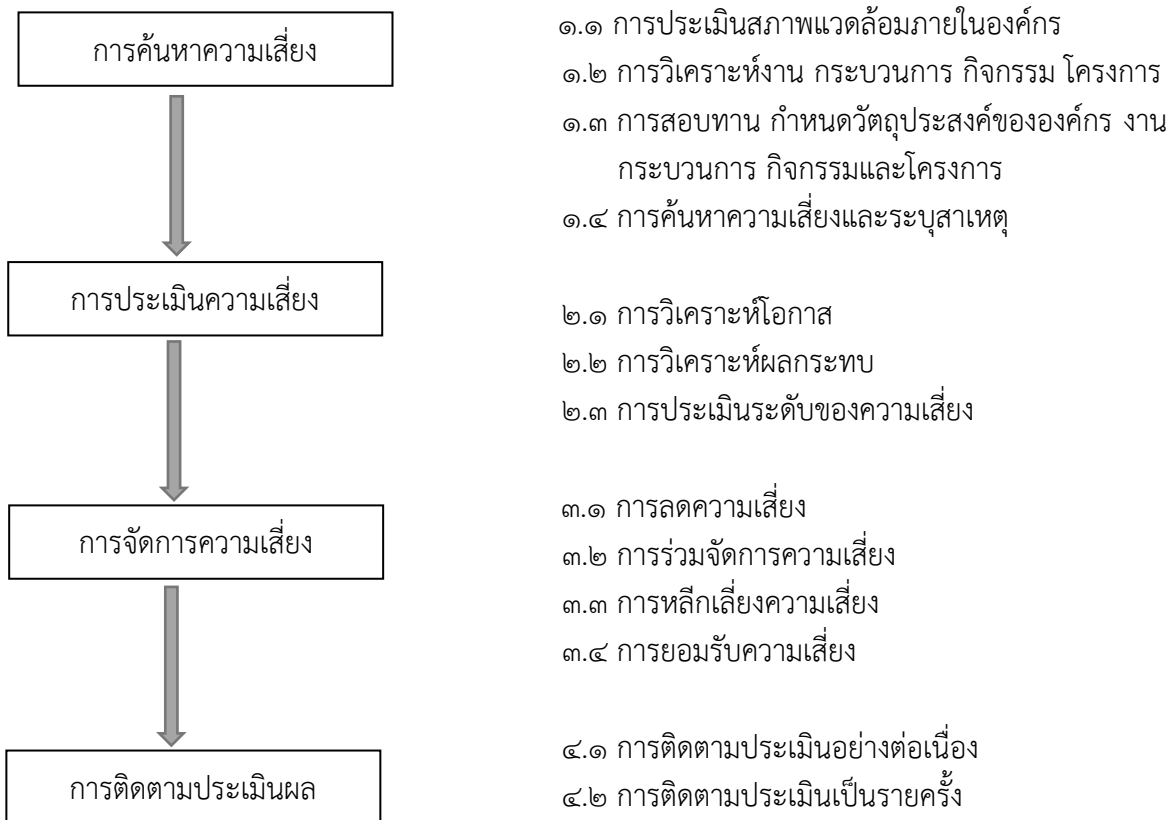 การค้นหาความเสี่ยง
๑.๑ การประเมินสภาพแวดล้อมภายในองค์กร
๑.๒ การวิเคราะห์งาน กระบวนการ กิจกรรม โครงการ
๑.๓ การสอบทาน กำหนดวัตถุประสงค์ขององค์กร งาน
กระบวนการ กิจกรรมและโครงการ
๑.๔ การค้นหาความเสี่ยงและระบุสาเหตุ
การประเมินความเสี่ยง
๒.๑ การวิเคราะห์โอกาส
๒.๒ การวิเคราะห์ผลกระทบ
๒.๓ การประเมินระดับของความเสี่ยง
การจัดการความเสี่ยง
๓.๑ การลดความเสี่ยง
๓.๒ การร่วมจัดการความเสี่ยง
๓.๓ การหลีกเลี่ยงความเสี่ยง
๓.๔ การยอมรับความเสี่ยง
การติดตามประเมินผล
๔.๑ การติดตามประเมินอย่างต่อเนื่อง
๔.๒ การติดตามประเมินเป็นรายครั้ง